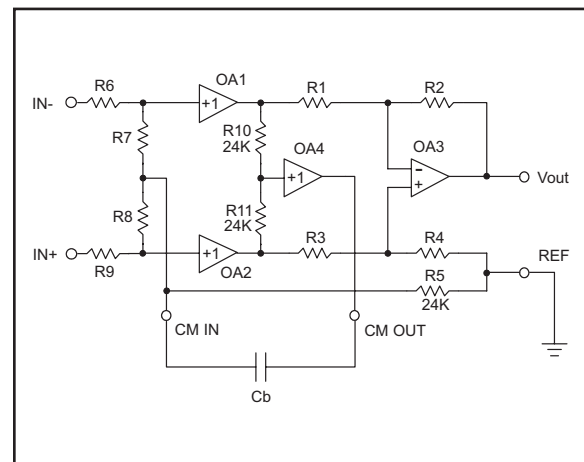 OA1
R6
R1
R2
IN-
+1
R7
R10
24K
OA4
OA3
+1
-
+
Vout
R8
R11
24K
IN+
R9
+1
OA2
R3
R4
REF
R5
24K
CM IN
CM OUT
Cb